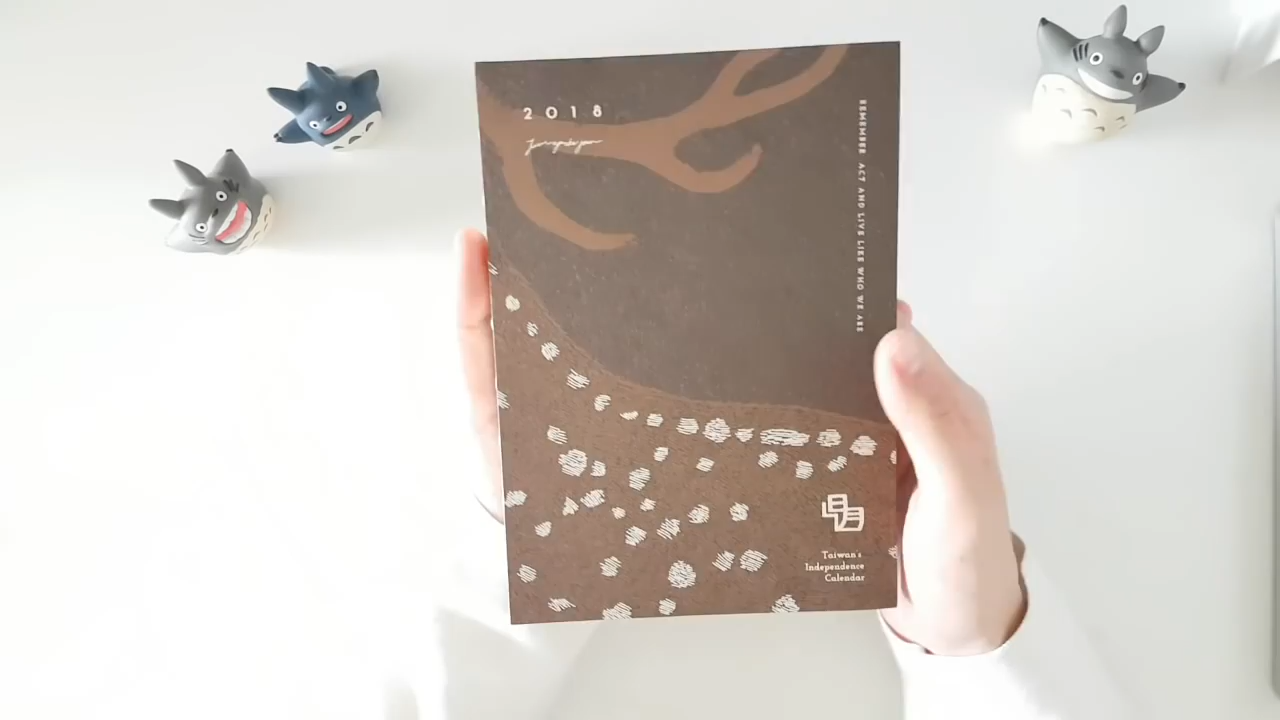 2018
REMEMBER ACT AND LIVE LIKE WHO WE ARE
Taiwan's
Independence
Calendar